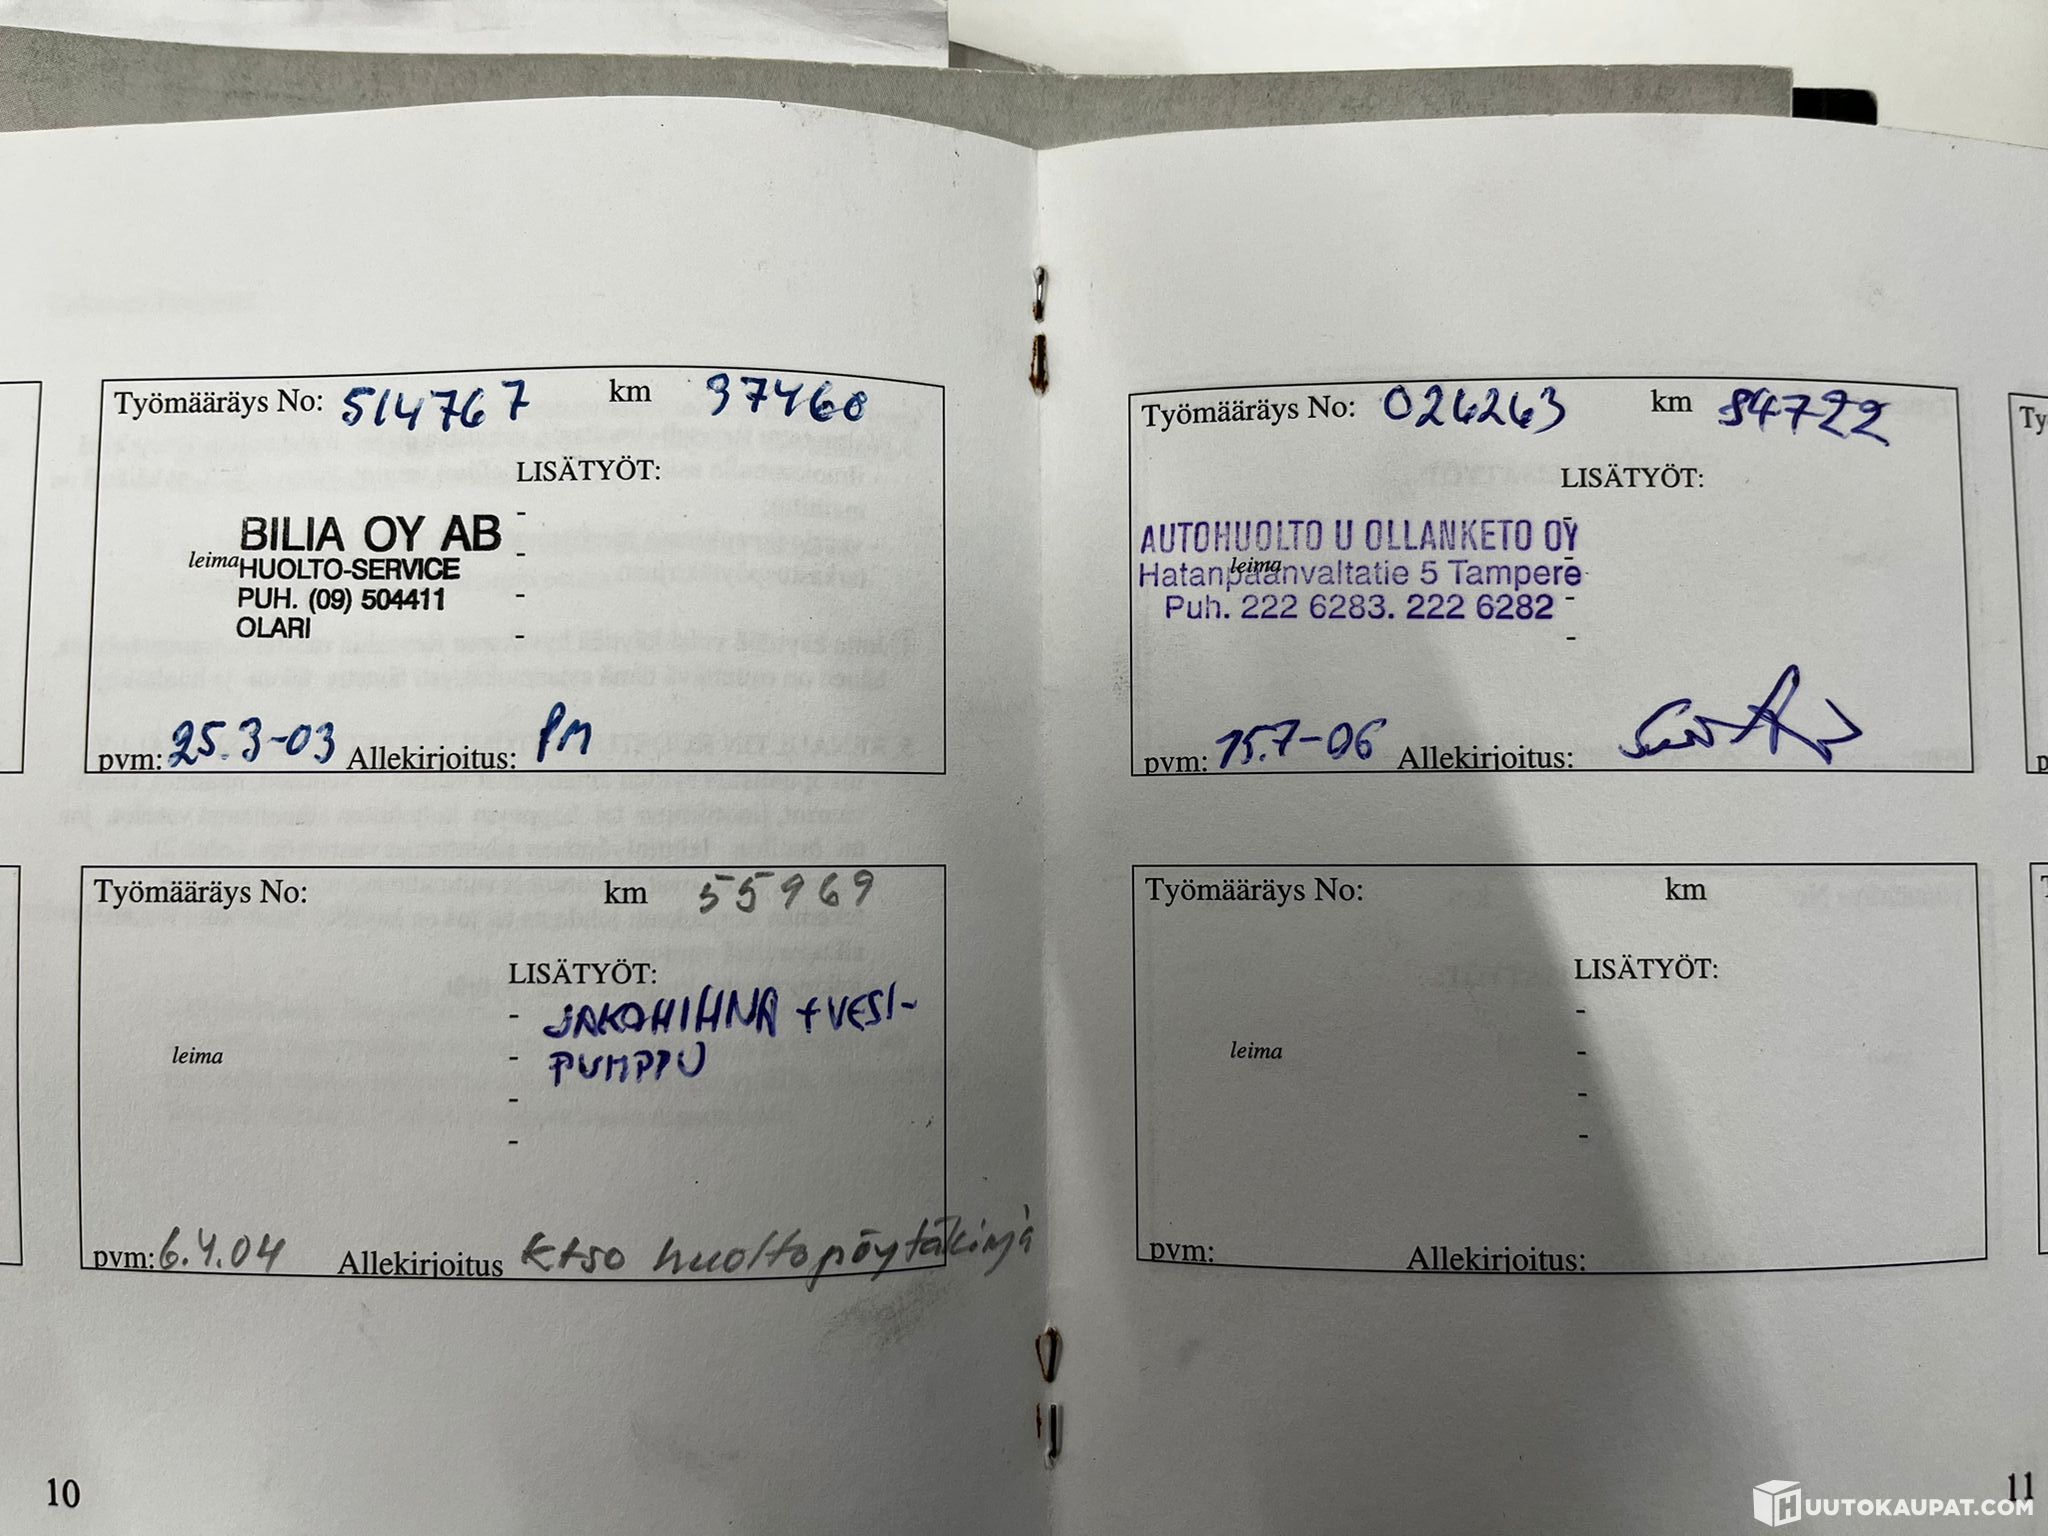 Työmääräys No: 514767 km 37460
LISÄTYÖT:
-
BILIA OY AB
-
leima HUOLTO-SERVICE
PUH. (09) 504411
-
OLARI
-
pvm: 25.3-03 Allekirjoitus: PM
Työmääräys No: km 55969
LISÄTYÖT:
- JAKOHIHNA + VESI-
leima
- PUMPPU
-
-
pvm: 6.4.04 Allekirjoitus ktso huoltopöytäkirja
10
Työmääräys No: 026263 km 84722
LISÄTYÖT:
-
AUTOHUOLTO U OLLANKETO OY
-
leima
Hatanpäänvaltatie 5 Tampere
-
Puh. 222 6283. 222 6282
-
pvm: 15.7-06 Allekirjoitus:
Työmääräys No: km
LISÄTYÖT:
-
leima
-
-
-
pvm: Allekirjoitus:
11
HUUTOKAUPAT.COM